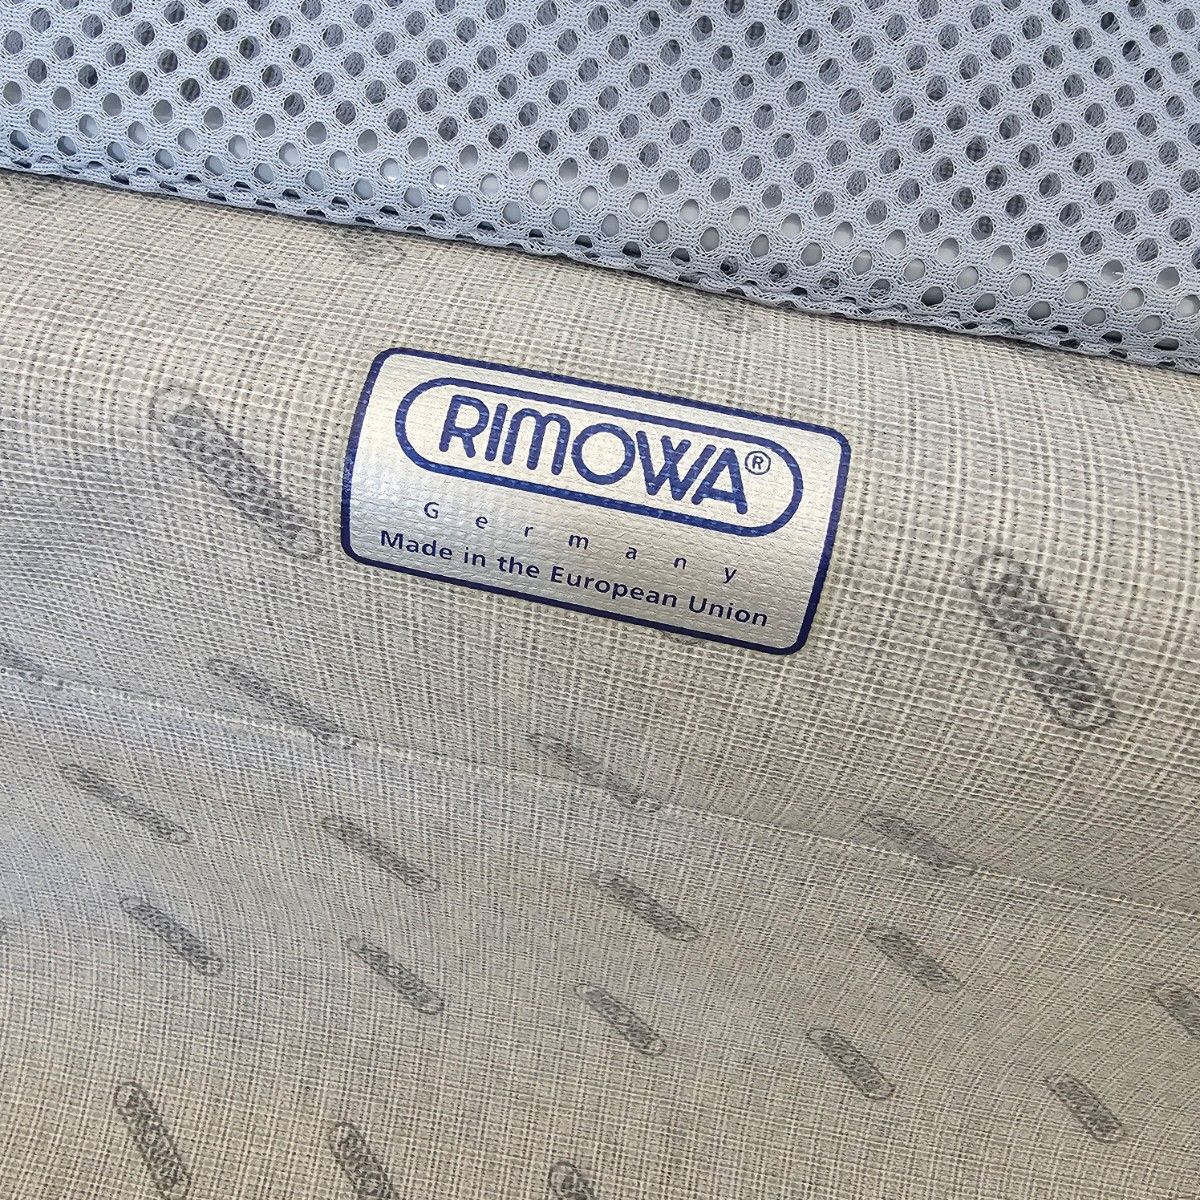 RIMOWA®
Germany
Made in the European Union